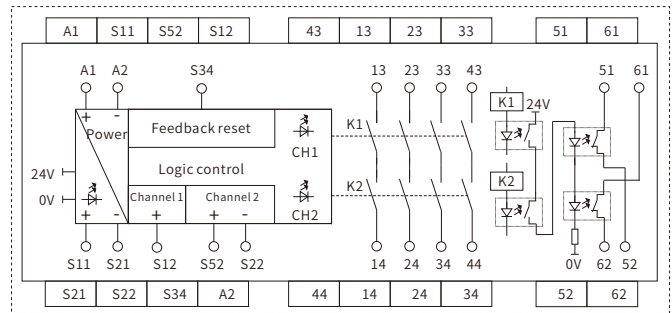 A1 S11 S52 S12 43 13 23 33 51 61
A1 A2 S34 13 23 33 43 51 61
+ - Power Feedback reset K1 K1 24V
CH1
24V Logic control
0V Channel 1 Channel 2 K2 K2
+ - + + - CH2
S11 S21 S12 S52 S22 14 24 34 44 0V 62 52
S21 S22 S34 A2 44 14 24 34 52 62